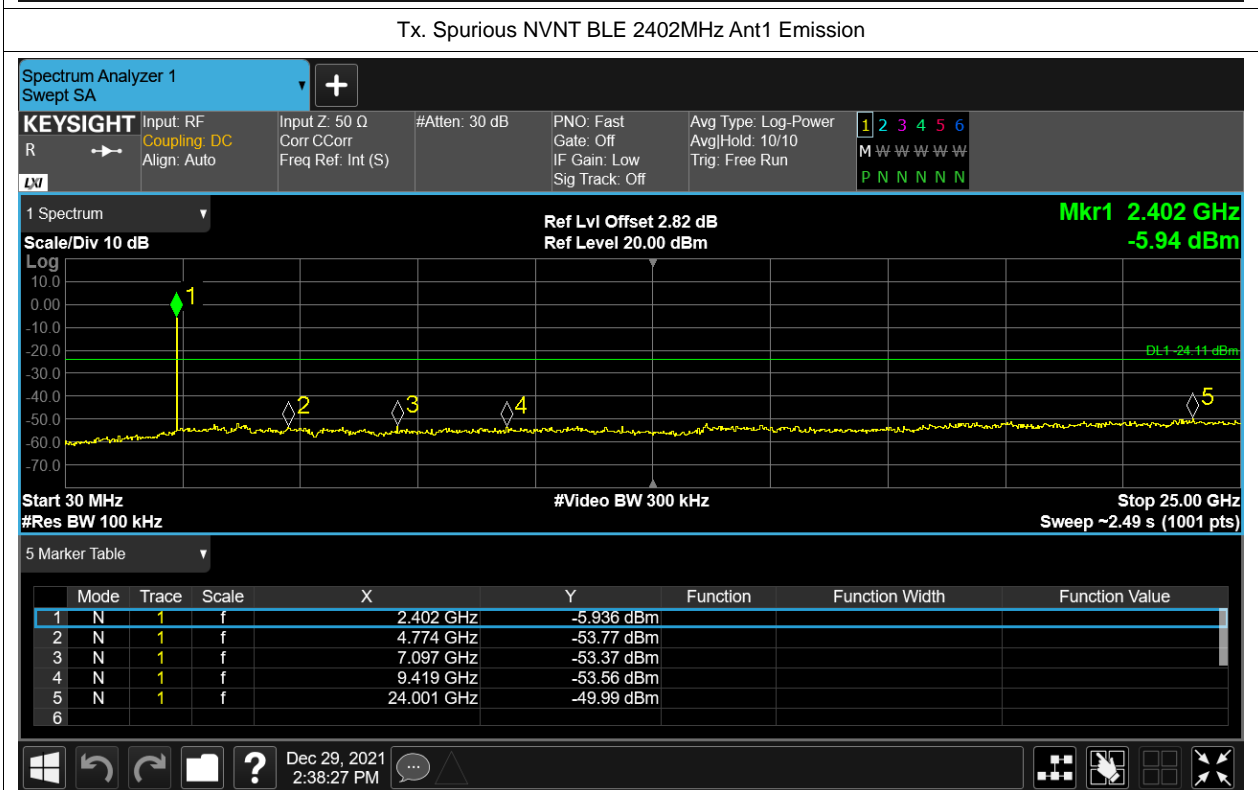 Tx. Spurious NVNT BLE 2402MHz Ant1 Emission
Spectrum Analyzer 1
Swept SA
+
KEYSIGHT
R
LXI
Input: RF
Coupling: DC
Align: Auto
Input Z: 50 Ω
Corr CCorr
Freq Ref: Int (S)
#Atten: 30 dB
PNO: Fast
Gate: Off
IF Gain: Low
Sig Track: Off
Avg Type: Log-Power
Avg|Hold: 10/10
Trig: Free Run
1 2 3 4 5 6
M W W W W W
P N N N N N
1 Spectrum
Scale/Div 10 dB
Ref Lvl Offset 2.82 dB
Ref Level 20.00 dBm
Mkr1 2.402 GHz
-5.94 dBm
Log
10.0
0.00
-10.0
-20.0
-30.0
-40.0
-50.0
-60.0
-70.0
1
2
3
4
5
DL1 -24.11 dBm
Start 30 MHz
#Res BW 100 kHz
#Video BW 300 kHz
Stop 25.00 GHz
Sweep ~2.49 s (1001 pts)
5 Marker Table
Mode Trace Scale X Y Function Function Width Function Value
1 N 1 f 2.402 GHz -5.936 dBm
2 N 1 f 4.774 GHz -53.77 dBm
3 N 1 f 7.097 GHz -53.37 dBm
4 N 1 f 9.419 GHz -53.56 dBm
5 N 1 f 24.001 GHz -49.99 dBm
6
?
Dec 29, 2021
2:38:27 PM